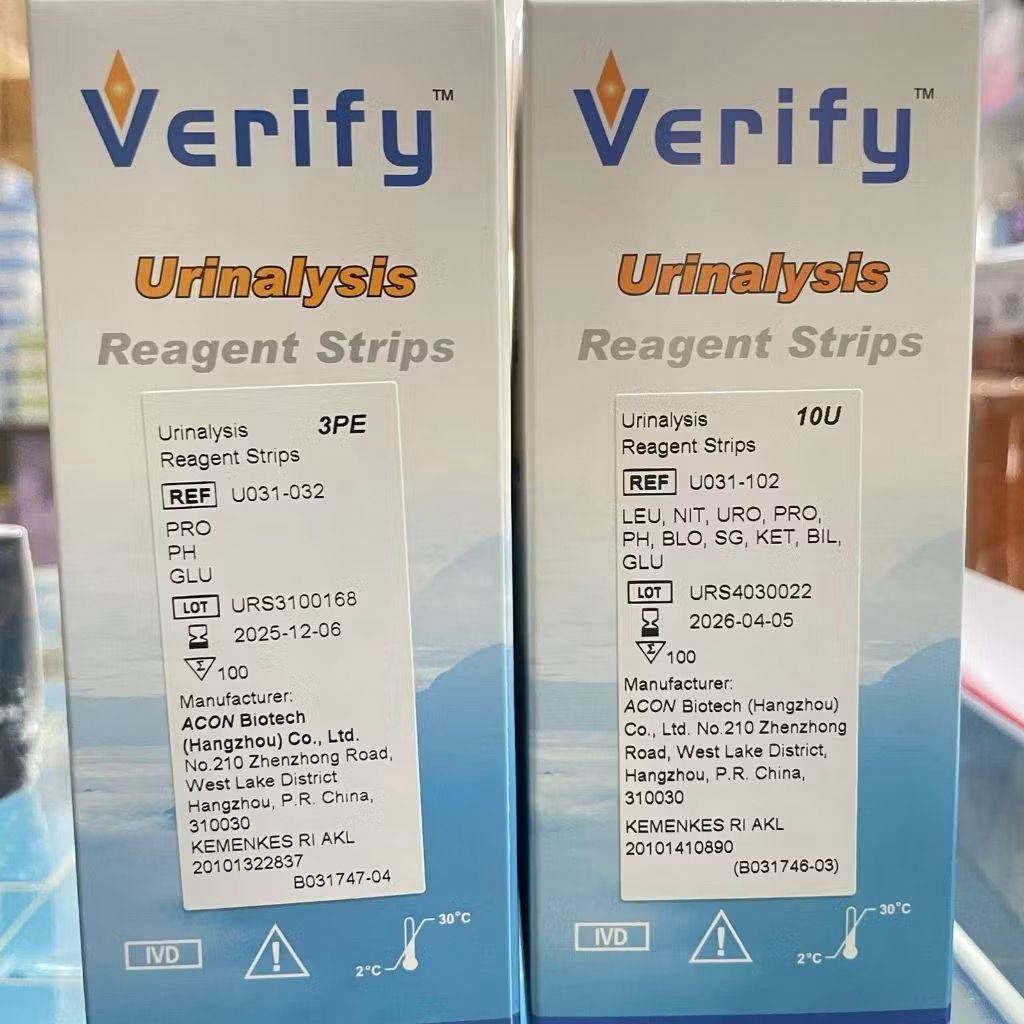 Verify™
Urinalysis
Reagent Strips
Urinalysis 3PE
Reagent Strips
REF U031-032
PRO
PH
GLU
LOT URS3100168
2025-12-06
Σ 100
Manufacturer:
ACON Biotech
(Hangzhou) Co., Ltd.
No.210 Zhenzhong Road,
West Lake District
Hangzhou, P.R. China,
310030
KEMENKES RI AKL
20101322837
B031747-04
IVD
30°C
2°C
Verify™
Urinalysis
Reagent Strips
Urinalysis 10U
Reagent Strips
REF U031-102
LEU, NIT, URO, PRO,
PH, BLO, SG, KET, BIL,
GLU
LOT URS4030022
2026-04-05
Σ 100
Manufacturer:
ACON Biotech (Hangzhou)
Co., Ltd. No.210 Zhenzhong
Road, West Lake District,
Hangzhou, P.R. China,
310030
KEMENKES RI AKL
20101410890
(B031746-03)
IVD
30°C
2°C